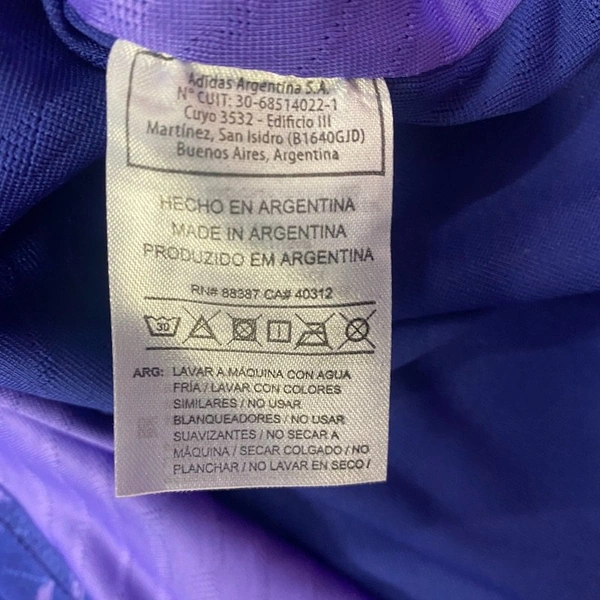 Adidas Argentina S.A.
N° CUIT: 30-68514022-1
Cuyo 3532 - Edificio III
Martínez, San Isidro (B1640GJD)
Buenos Aires, Argentina
HECHO EN ARGENTINA
MADE IN ARGENTINA
PRODUZIDO EM ARGENTINA
RN# 88387 CA# 40312
30
ARG: LAVAR A MÁQUINA CON AGUA
FRÍA / LAVAR CON COLORES
SIMILARES / NO USAR
BLANQUEADORES / NO USAR
SUAVIZANTES / NO SECAR A
MÁQUINA / SECAR COLGADO / NO
PLANCHAR / NO LAVAR EN SECO /